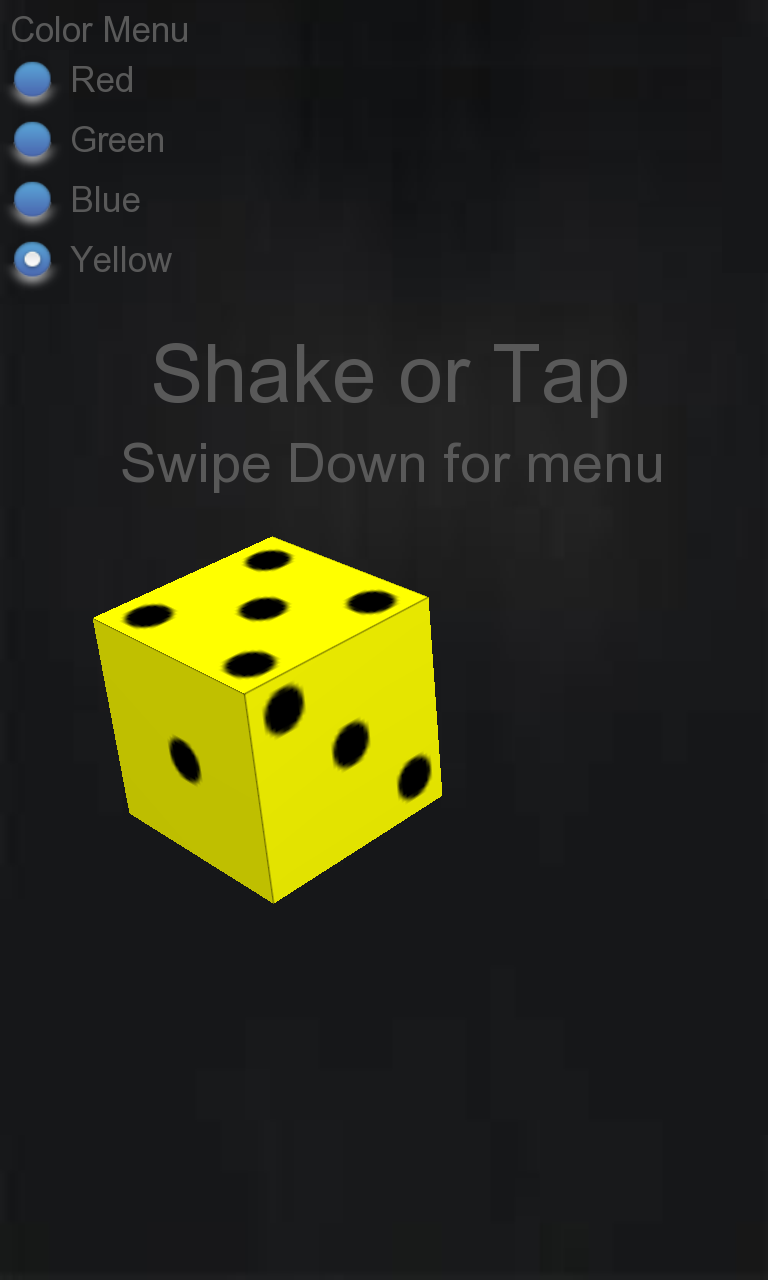 Color Menu
Red
Green
Blue
Yellow
Shake or Tap
Swipe Down for menu